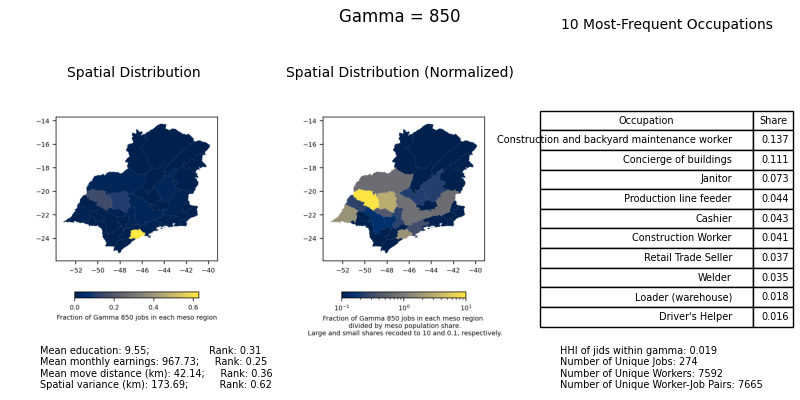 Gamma = 850
10 Most-Frequent Occupations
Spatial Distribution
Spatial Distribution (Normalized)
−14
−16
−18
−20
−22
−24
−52 −50 −48 −46 −44 −42 −40
0.0 0.2 0.4 0.6
Fraction of Gamma 850 jobs in each meso region
−14
−16
−18
−20
−22
−24
−52 −50 −48 −46 −44 −42 −40
10⁻¹ 10⁰ 10¹
Fraction of Gamma 850 jobs in each meso region
divided by meso population share.
Large and small shares recoded to 10 and 0.1, respectively.
Occupation Share
Construction and backyard maintenance worker 0.137
Concierge of buildings 0.111
Janitor 0.073
Production line feeder 0.044
Cashier 0.043
Construction Worker 0.041
Retail Trade Seller 0.037
Welder 0.035
Loader (warehouse) 0.018
Driver's Helper 0.016
Mean education: 9.55; Rank: 0.31
Mean monthly earnings: 967.73; Rank: 0.25
Mean move distance (km): 42.14; Rank: 0.36
Spatial variance (km): 173.69; Rank: 0.62
HHI of jids within gamma: 0.019
Number of Unique Jobs: 274
Number of Unique Workers: 7592
Number of Unique Worker-Job Pairs: 7665